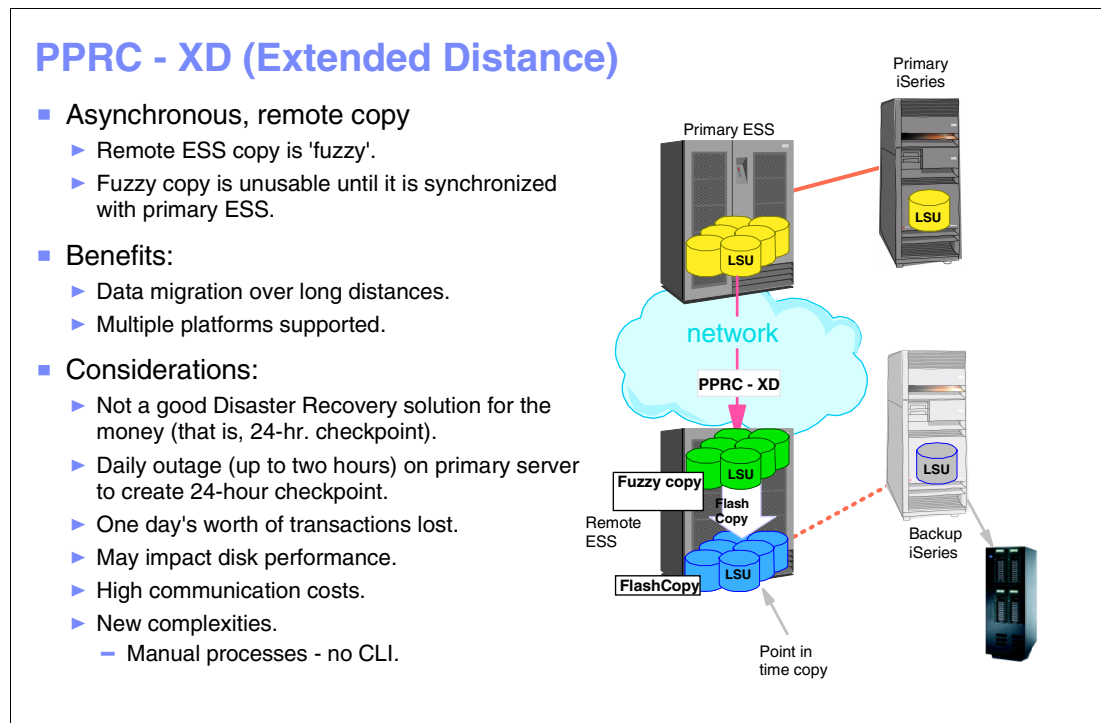 PPRC - XD (Extended Distance)
Asynchronous, remote copy
Remote ESS copy is 'fuzzy'.
Fuzzy copy is unusable until it is synchronized
with primary ESS.
Benefits:
Data migration over long distances.
Multiple platforms supported.
Considerations:
Not a good Disaster Recovery solution for the
money (that is, 24-hr. checkpoint).
Daily outage (up to two hours) on primary server
to create 24-hour checkpoint.
One day's worth of transactions lost.
May impact disk performance.
High communication costs.
New complexities.
Manual processes - no CLI.
Primary
iSeries
Primary ESS
LSU
LSU
network
PPRC - XD
LSU
Fuzzy copy
Flash
Copy
Remote
ESS
LSU
FlashCopy
LSU
Backup
iSeries
Point in
time copy